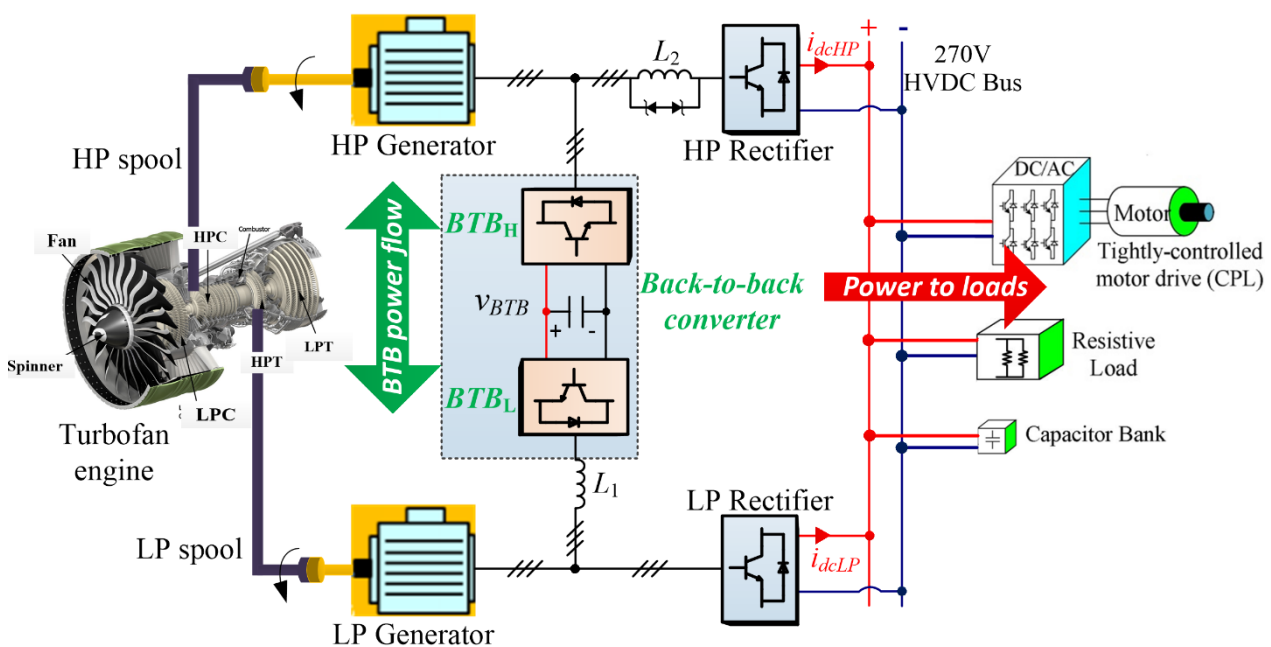 HP Generator
HP spool
L2
HP Rectifier
idcHP
+
-
270V
HVDC Bus
DC/AC
Motor
Tightly-controlled
motor drive (CPL)
Power to loads
Resistive
Load
Capacitor Bank
BTB power flow
BTBH
vBTB
+
-
BTBL
Back-to-back
converter
Fan
HPC
Combustor
Spinner
HPT
LPT
LPC
Turbofan
engine
L1
LP spool
LP Generator
LP Rectifier
idcLP